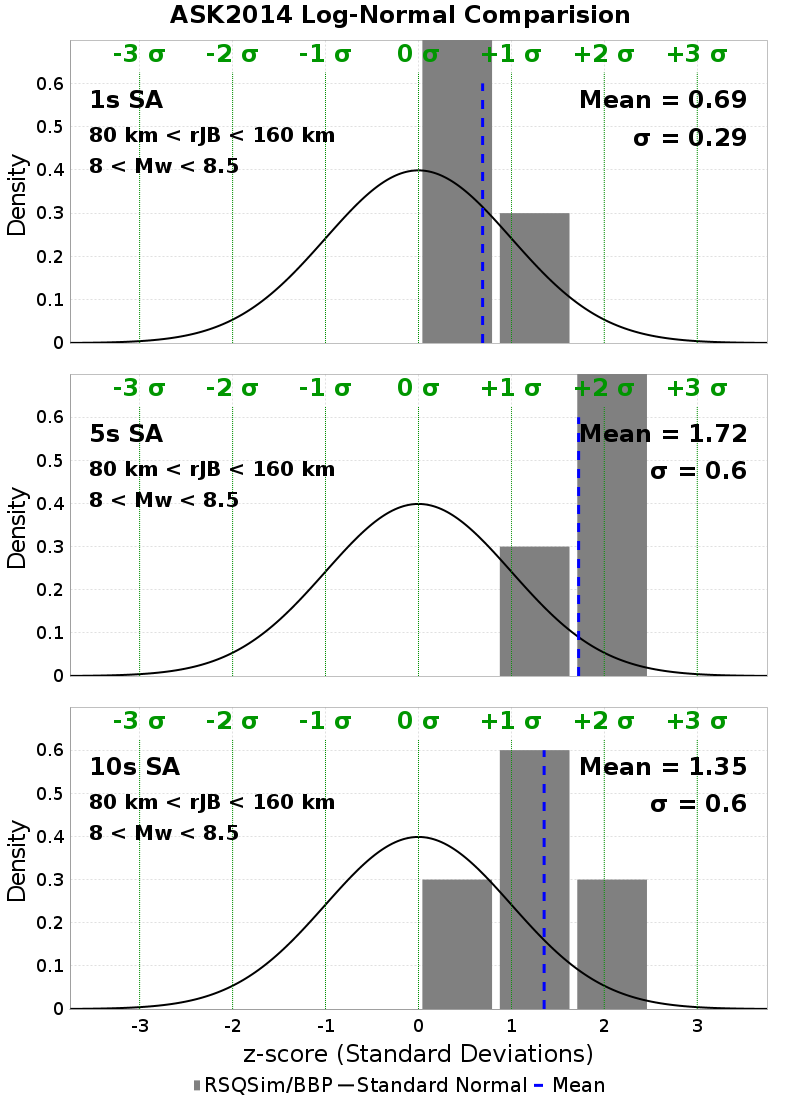 ASK2014 Log-Normal Comparision
-3 σ -2 σ -1 σ 0 σ +1 σ +2 σ +3 σ
1s SA
80 km < rJB < 160 km
8 < Mw < 8.5
Mean = 0.69
σ = 0.29
0.6
0.5
0.4
0.3
0.2
0.1
0
Density
-3 σ -2 σ -1 σ 0 σ +1 σ +2 σ +3 σ
5s SA
80 km < rJB < 160 km
8 < Mw < 8.5
Mean = 1.72
σ = 0.6
0.6
0.5
0.4
0.3
0.2
0.1
0
Density
-3 σ -2 σ -1 σ 0 σ +1 σ +2 σ +3 σ
10s SA
80 km < rJB < 160 km
8 < Mw < 8.5
Mean = 1.35
σ = 0.6
0.6
0.5
0.4
0.3
0.2
0.1
0
Density
-3 -2 -1 0 1 2 3
z-score (Standard Deviations)
RSQSim/BBP Standard Normal Mean